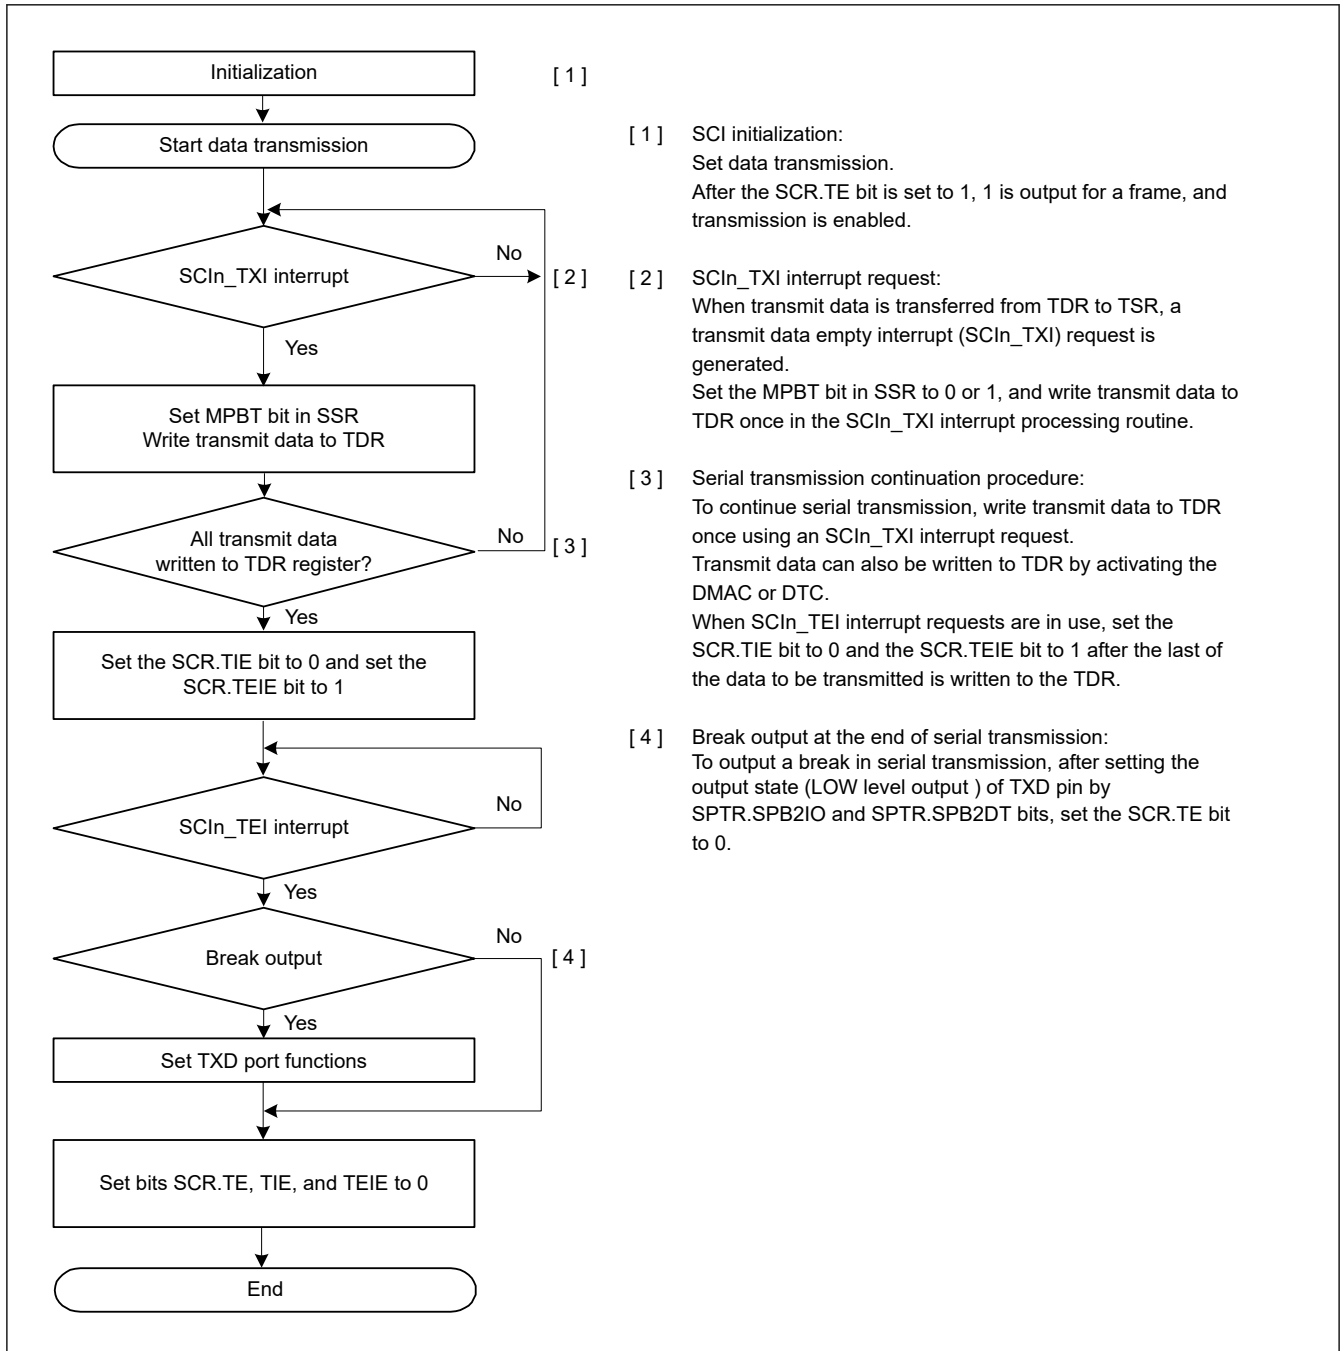 Initialization
[ 1 ]
Start data transmission
SCIn_TXI interrupt
No
[ 2 ]
Yes
Set MPBT bit in SSR
Write transmit data to TDR
All transmit data
written to TDR register?
No
[ 3 ]
Yes
Set the SCR.TIE bit to 0 and set the
SCR.TEIE bit to 1
SCIn_TEI interrupt
No
Yes
Break output
No
[ 4 ]
Yes
Set TXD port functions
Set bits SCR.TE, TIE, and TEIE to 0
End
[ 1 ] SCI initialization:
Set data transmission.
After the SCR.TE bit is set to 1, 1 is output for a frame, and
transmission is enabled.
[ 2 ] SCIn_TXI interrupt request:
When transmit data is transferred from TDR to TSR, a
transmit data empty interrupt (SCIn_TXI) request is
generated.
Set the MPBT bit in SSR to 0 or 1, and write transmit data to
TDR once in the SCIn_TXI interrupt processing routine.
[ 3 ] Serial transmission continuation procedure:
To continue serial transmission, write transmit data to TDR
once using an SCIn_TXI interrupt request.
Transmit data can also be written to TDR by activating the
DMAC or DTC.
When SCIn_TEI interrupt requests are in use, set the
SCR.TIE bit to 0 and the SCR.TEIE bit to 1 after the last of
the data to be transmitted is written to the TDR.
[ 4 ] Break output at the end of serial transmission:
To output a break in serial transmission, after setting the
output state (LOW level output ) of TXD pin by
SPTR.SPB2IO and SPTR.SPB2DT bits, set the SCR.TE bit
to 0.